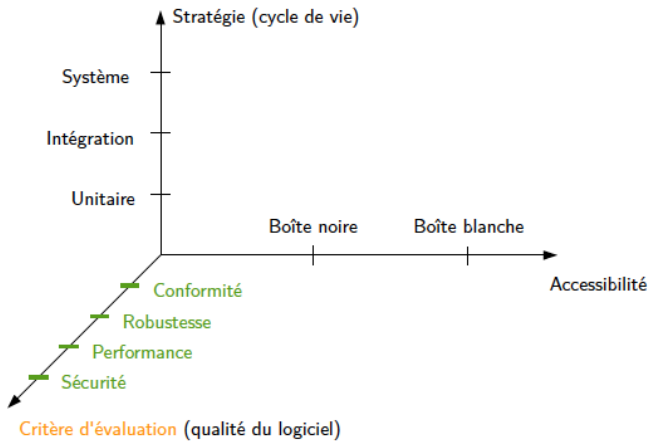 Stratégie (cycle de vie)
Système
Intégration
Unitaire
Boîte noire
Boîte blanche
Accessibilité
Conformité
Robustesse
Performance
Sécurité
Critère d'évaluation (qualité du logiciel)